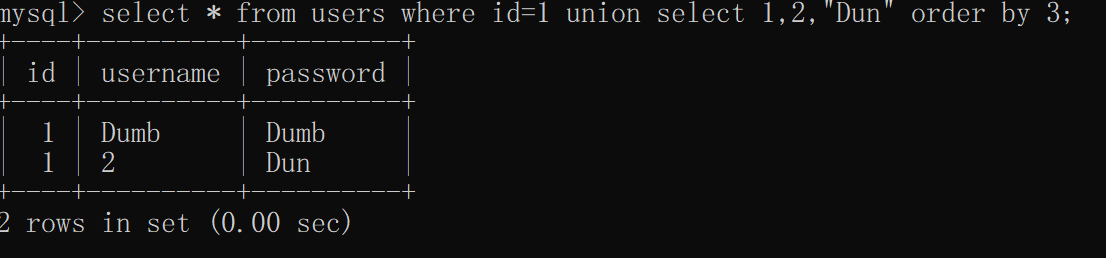 mysql> select * from users where id=1 union select 1,2,"Dun" order by 3;
+----+----------+----------+
| id | username | password |
+----+----------+----------+
|  1 | Dumb     | Dumb     |
|  1 | 2        | Dun      |
+----+----------+----------+
2 rows in set (0.00 sec)